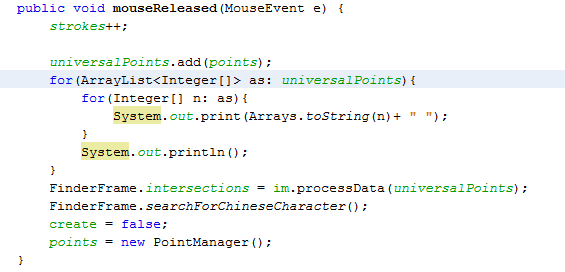 public void mouseReleased(MouseEvent e) {
strokes++;
universalPoints.add(points);
for(ArrayList<Integer[]> as: universalPoints){
for(Integer[] n: as){
System.out.print(Arrays.toString(n)+ " ");
}
System.out.println();
}
FinderFrame.intersections = im.processData(universalPoints);
FinderFrame.searchForChineseCharacter();
create = false;
points = new PointManager();
}